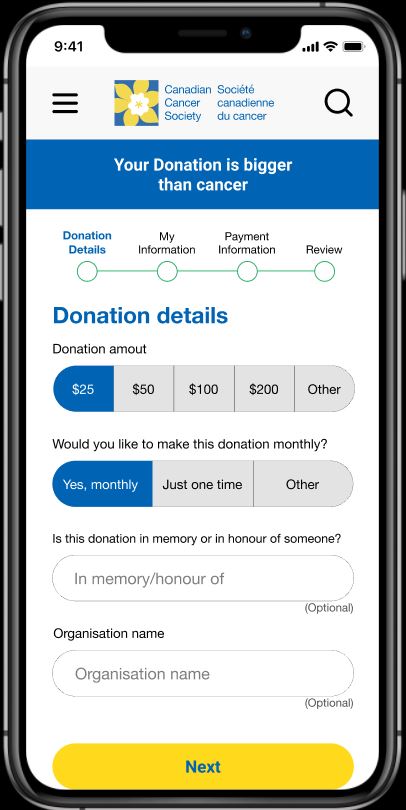 9:41
Canadian Société
Cancer canadienne
Society du cancer
Your Donation is bigger
than cancer
Donation
Details
My
Information
Payment
Information
Review
Donation details
Donation amout
$25 $50 $100 $200 Other
Would you like to make this donation monthly?
Yes, monthly Just one time Other
Is this donation in memory or in honour of someone?
In memory/honour of
(Optional)
Organisation name
Organisation name
(Optional)
Next